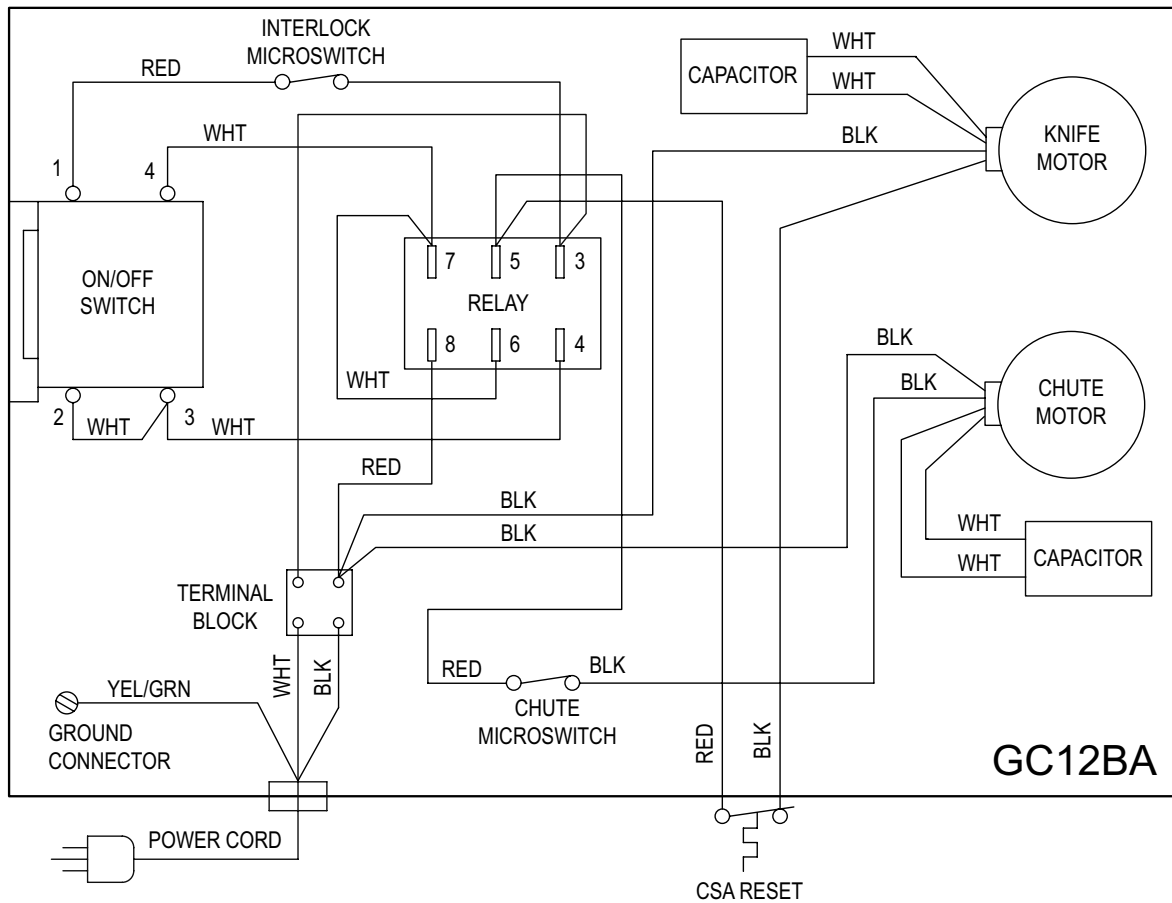 INTERLOCK
MICROSWITCH
RED
WHT
1
4
ON/OFF
SWITCH
2
3
WHT
WHT
7
5
3
RELAY
8
6
4
WHT
RED
CAPACITOR
WHT
WHT
BLK
KNIFE
MOTOR
BLK
BLK
CHUTE
MOTOR
WHT
WHT
CAPACITOR
BLK
BLK
TERMINAL
BLOCK
WHT
BLK
YEL/GRN
GROUND
CONNECTOR
RED
BLK
CHUTE
MICROSWITCH
RED
BLK
GC12BA
POWER CORD
CSA RESET